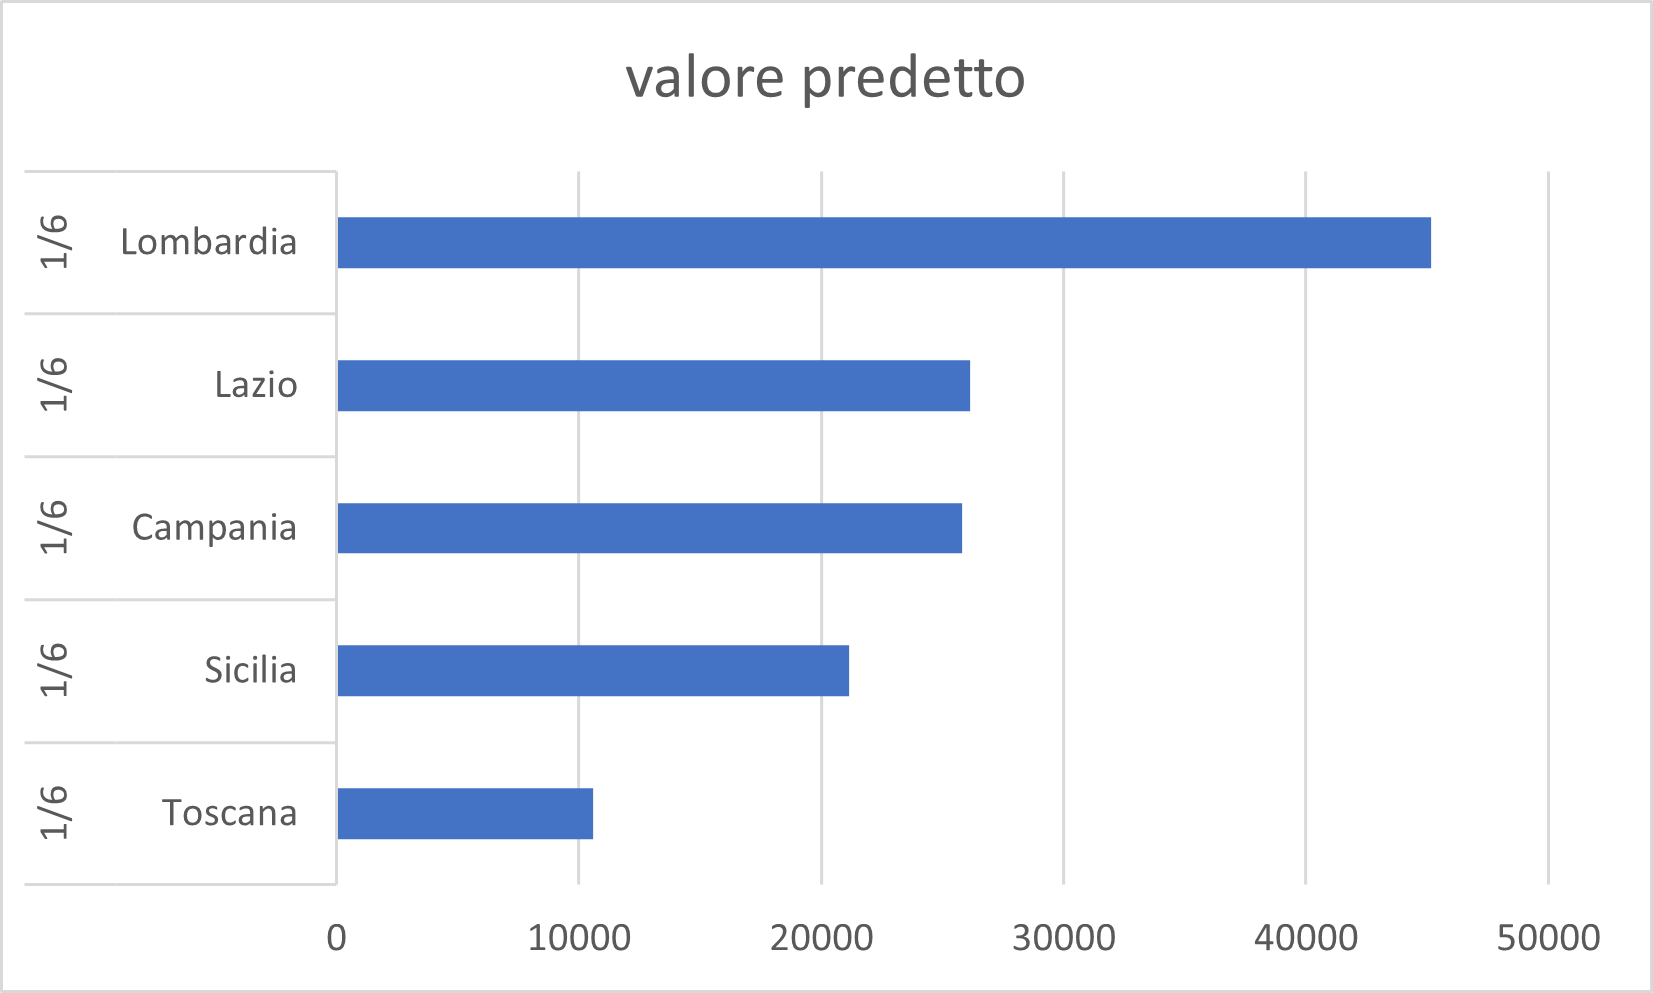 valore predetto
1/6 Lombardia
1/6 Lazio
1/6 Campania
1/6 Sicilia
1/6 Toscana
0 10000 20000 30000 40000 50000